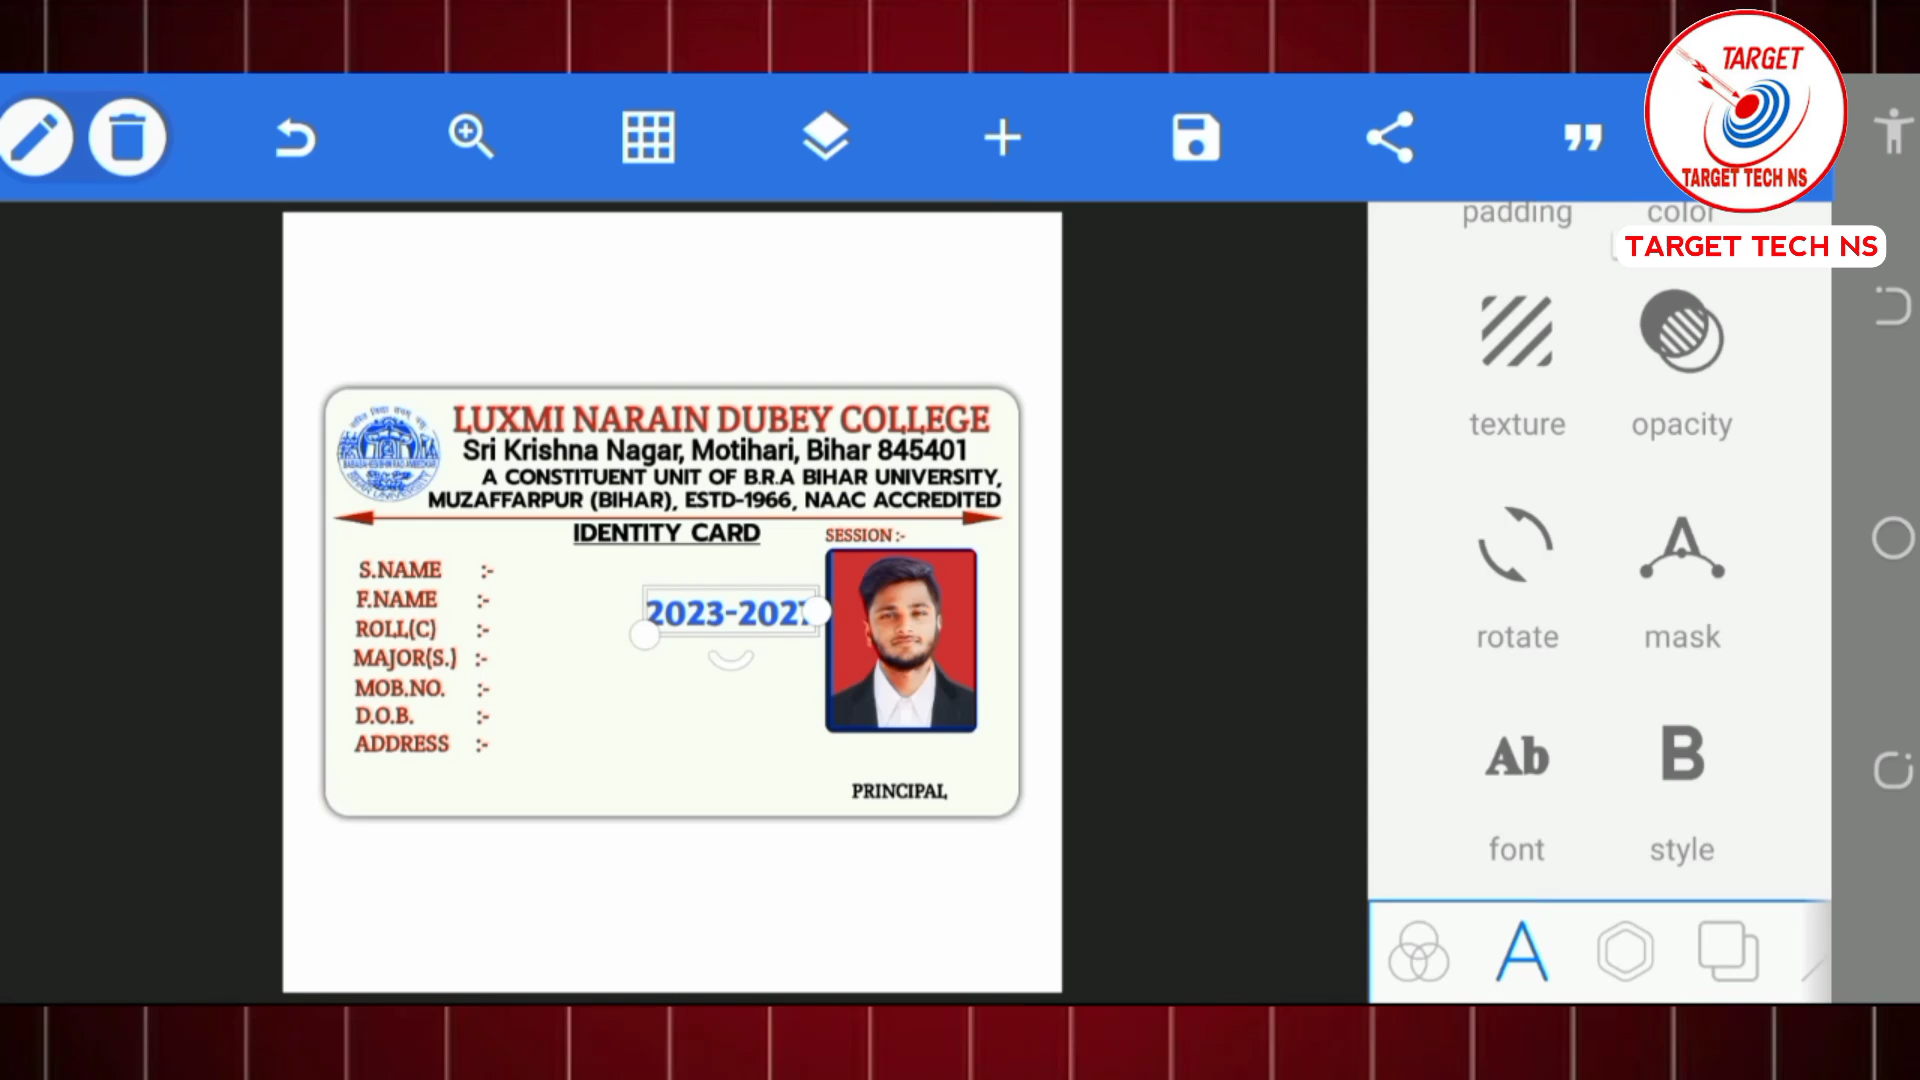 TARGET
TARGET TECH NS
TARGET TECH NS
padding
color
texture
opacity
rotate
mask
Ab
B
font
style
A
LUXMI NARAIN DUBEY COLLEGE
Sri Krishna Nagar, Motihari, Bihar 845401
A CONSTITUENT UNIT OF B.R.A BIHAR UNIVERSITY,
MUZAFFARPUR (BIHAR), ESTD-1966, NAAC ACCREDITED
IDENTITY CARD
SESSION :-
S.NAME :-
F.NAME :-
2023-2027
ROLL(C) :-
MAJOR(S.) :-
MOB.NO. :-
D.O.B. :-
ADDRESS :-
PRINCIPAL